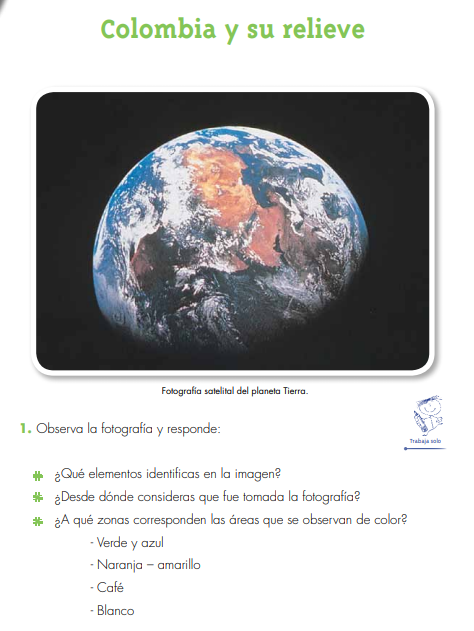 Colombia y su relieve
Fotografía satelital del planeta Tierra.
1. Observa la fotografía y responde:
Trabaja solo
¿Qué elementos identificas en la imagen?
¿Desde dónde consideras que fue tomada la fotografía?
¿A qué zonas corresponden las áreas que se observan de color?
- Verde y azul
- Naranja – amarillo
- Café
- Blanco